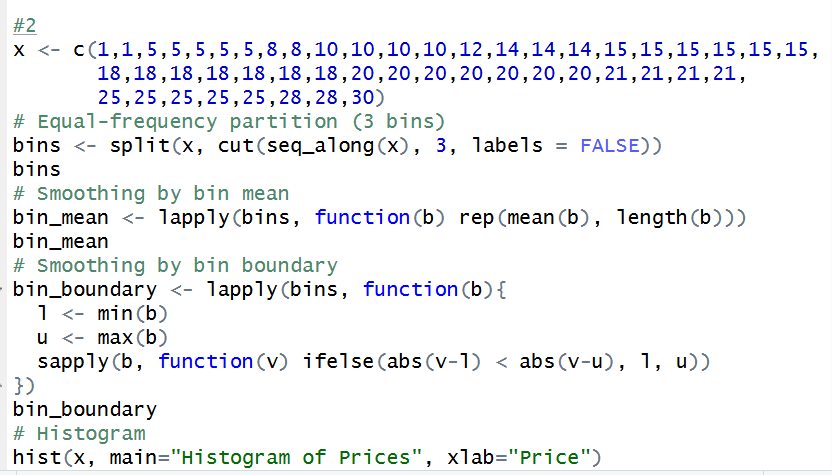 #2
x <- c(1,1,5,5,5,5,5,8,8,10,10,10,10,12,14,14,14,15,15,15,15,15,15,
18,18,18,18,18,18,18,20,20,20,20,20,20,20,21,21,21,21,
25,25,25,25,25,28,28,30)
# Equal-frequency partition (3 bins)
bins <- split(x, cut(seq_along(x), 3, labels = FALSE))
bins
# Smoothing by bin mean
bin_mean <- lapply(bins, function(b) rep(mean(b), length(b)))
bin_mean
# Smoothing by bin boundary
bin_boundary <- lapply(bins, function(b){
l <- min(b)
u <- max(b)
sapply(b, function(v) ifelse(abs(v-l) < abs(v-u), l, u))
})
bin_boundary
# Histogram
hist(x, main="Histogram of Prices", xlab="Price")